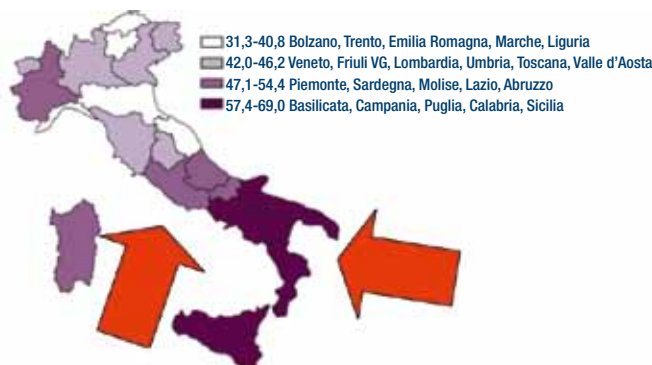 31,3-40,8 Bolzano, Trento, Emilia Romagna, Marche, Liguria
42,0-46,2 Veneto, Friuli VG, Lombardia, Umbria, Toscana, Valle d’Aosta
47,1-54,4 Piemonte, Sardegna, Molise, Lazio, Abruzzo
57,4-69,0 Basilicata, Campania, Puglia, Calabria, Sicilia